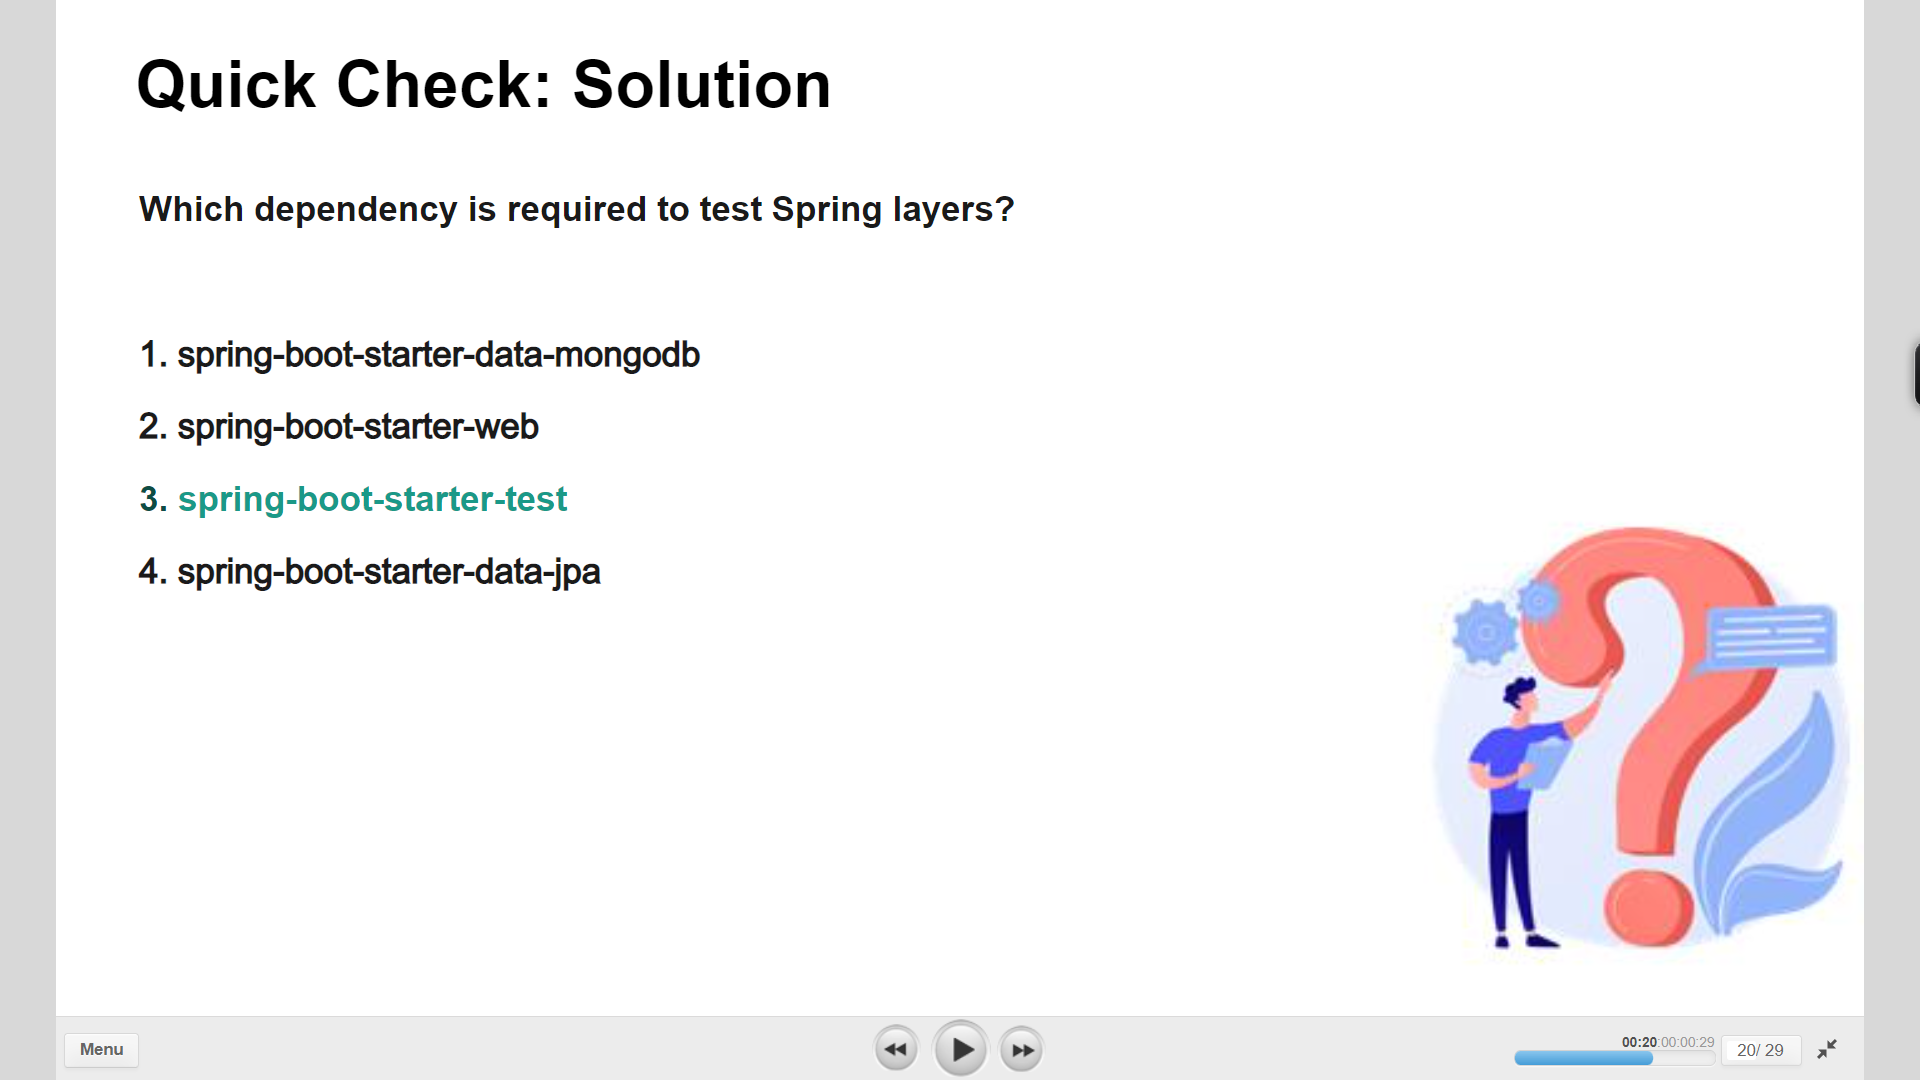 Quick Check: Solution
Which dependency is required to test Spring layers?
1. spring-boot-starter-data-mongodb
2. spring-boot-starter-web
3. spring-boot-starter-test
4. spring-boot-starter-data-jpa
Menu
00:20:00:00:29
20/ 29